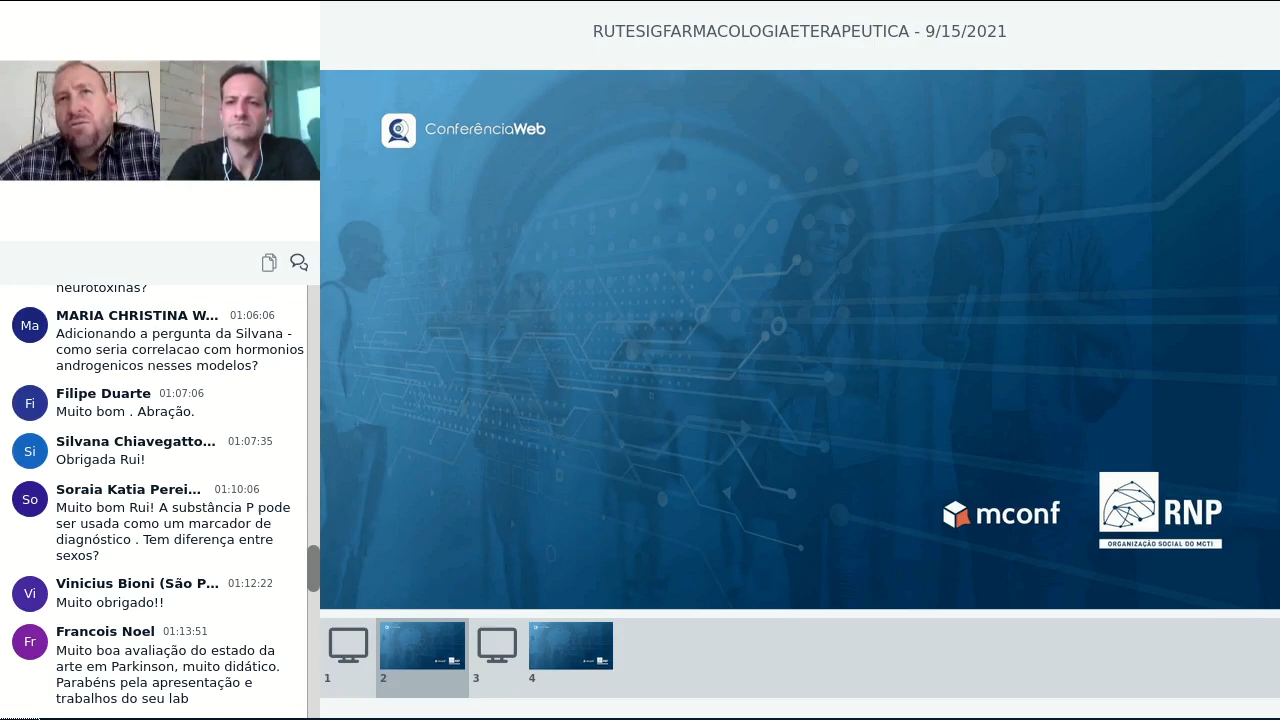 RUTESIGFARMACOLOGIAETERAPEUTICA - 9/15/2021
ConferênciaWeb
neurotoxinas?
Ma
MARIA CHRISTINA W... 01:06:06
Adicionando a pergunta da Silvana -
como seria correlacao com hormonios
androgenicos nesses modelos?
Fi
Filipe Duarte 01:07:06
Muito bom . Abração.
Si
Silvana Chiavegatto... 01:07:35
Obrigada Rui!
So
Soraia Katia Perei... 01:10:06
Muito bom Rui! A substância P pode
ser usada como um marcador de
diagnóstico . Tem diferença entre
sexos?
Vi
Vinicius Bioni (São P... 01:12:22
Muito obrigado!!
Fr
Francois Noel 01:13:51
Muito boa avaliação do estado da
arte em Parkinson, muito didático.
Parabéns pela apresentação e
trabalhos do seu lab
mconf
RNP
ORGANIZAÇÃO SOCIAL DO MCTI
1
2
3
4